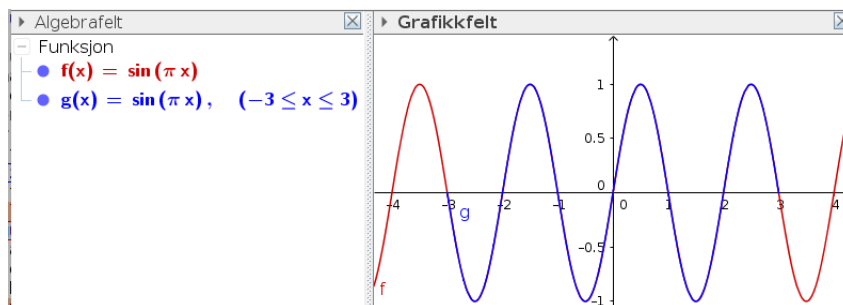 Algebrafelt
Funksjon
f(x) = sin(π x)
g(x) = sin(π x) , (−3 ≤ x ≤ 3)
Grafikkfelt
1
0.5
0
-4 -3 -2 -1 0 1 2 3 4
g
-0.5
f
-1